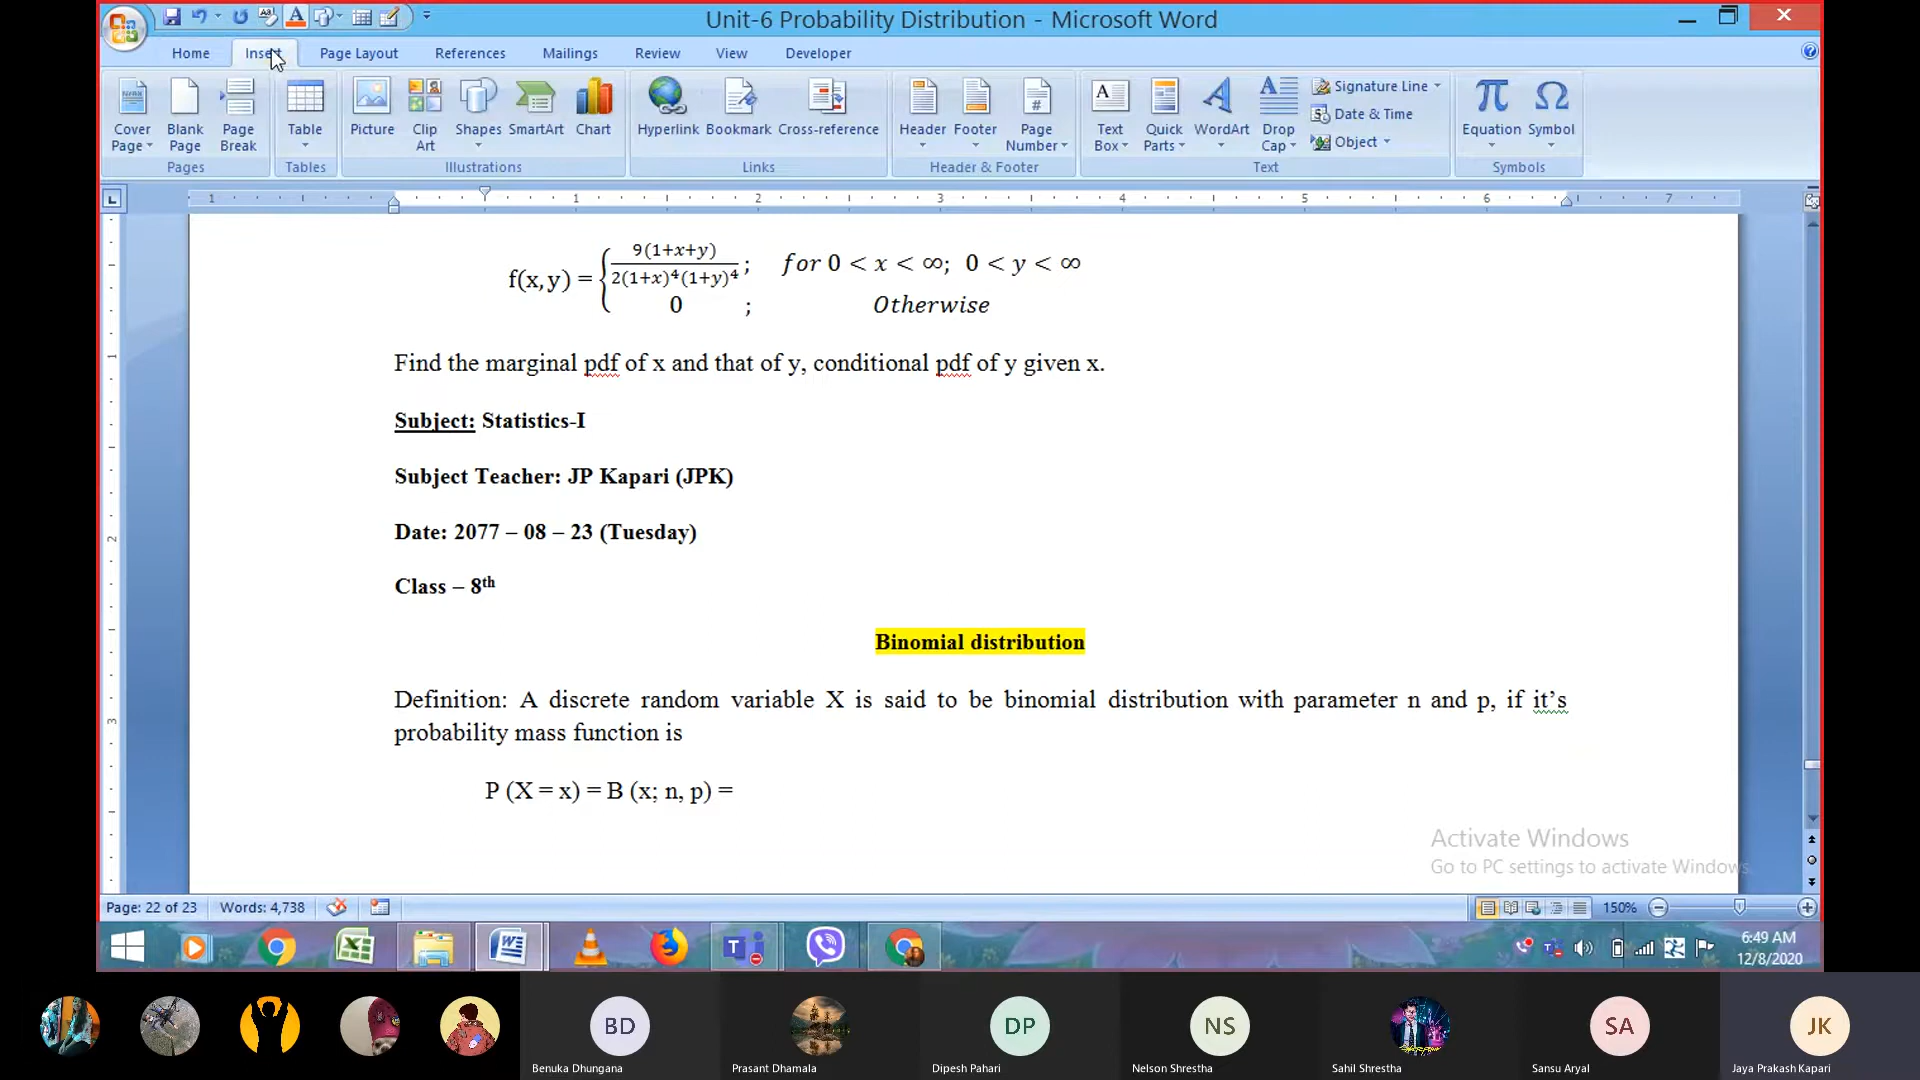 Unit-6 Probability Distribution - Microsoft Word
Home Insert Page Layout References Mailings Review View Developer
Cover Page Blank Page Page Break Table Picture Clip Art Shapes SmartArt Chart Hyperlink Bookmark Cross-reference Header Footer Page Number Text Box Quick Parts WordArt Drop Cap Signature Line Date & Time Object Equation Symbol
Pages Tables Illustrations Links Header & Footer Text Symbols
1 1 2 3 4 5 6 7
f(x,y) = { 9(1+x+y) / 2(1+x)⁴(1+y)⁴ ; for 0 < x < ∞; 0 < y < ∞
0 ; Otherwise
Find the marginal pdf of x and that of y, conditional pdf of y given x.
Subject: Statistics-I
Subject Teacher: JP Kapari (JPK)
Date: 2077 – 08 – 23 (Tuesday)
Class – 8th
Binomial distribution
Definition: A discrete random variable X is said to be binomial distribution with parameter n and p, if it’s
probability mass function is
P (X = x) = B (x; n, p) =
Activate Windows
Go to PC settings to activate Windows.
Page: 22 of 23 Words: 4,738 150%
6:49 AM
12/8/2020
BD DP NS SA JK
Benuka Dhungana Prasant Dhamala Dipesh Pahari Nelson Shrestha Sahil Shrestha Sansu Aryal Jaya Prakash Kapari